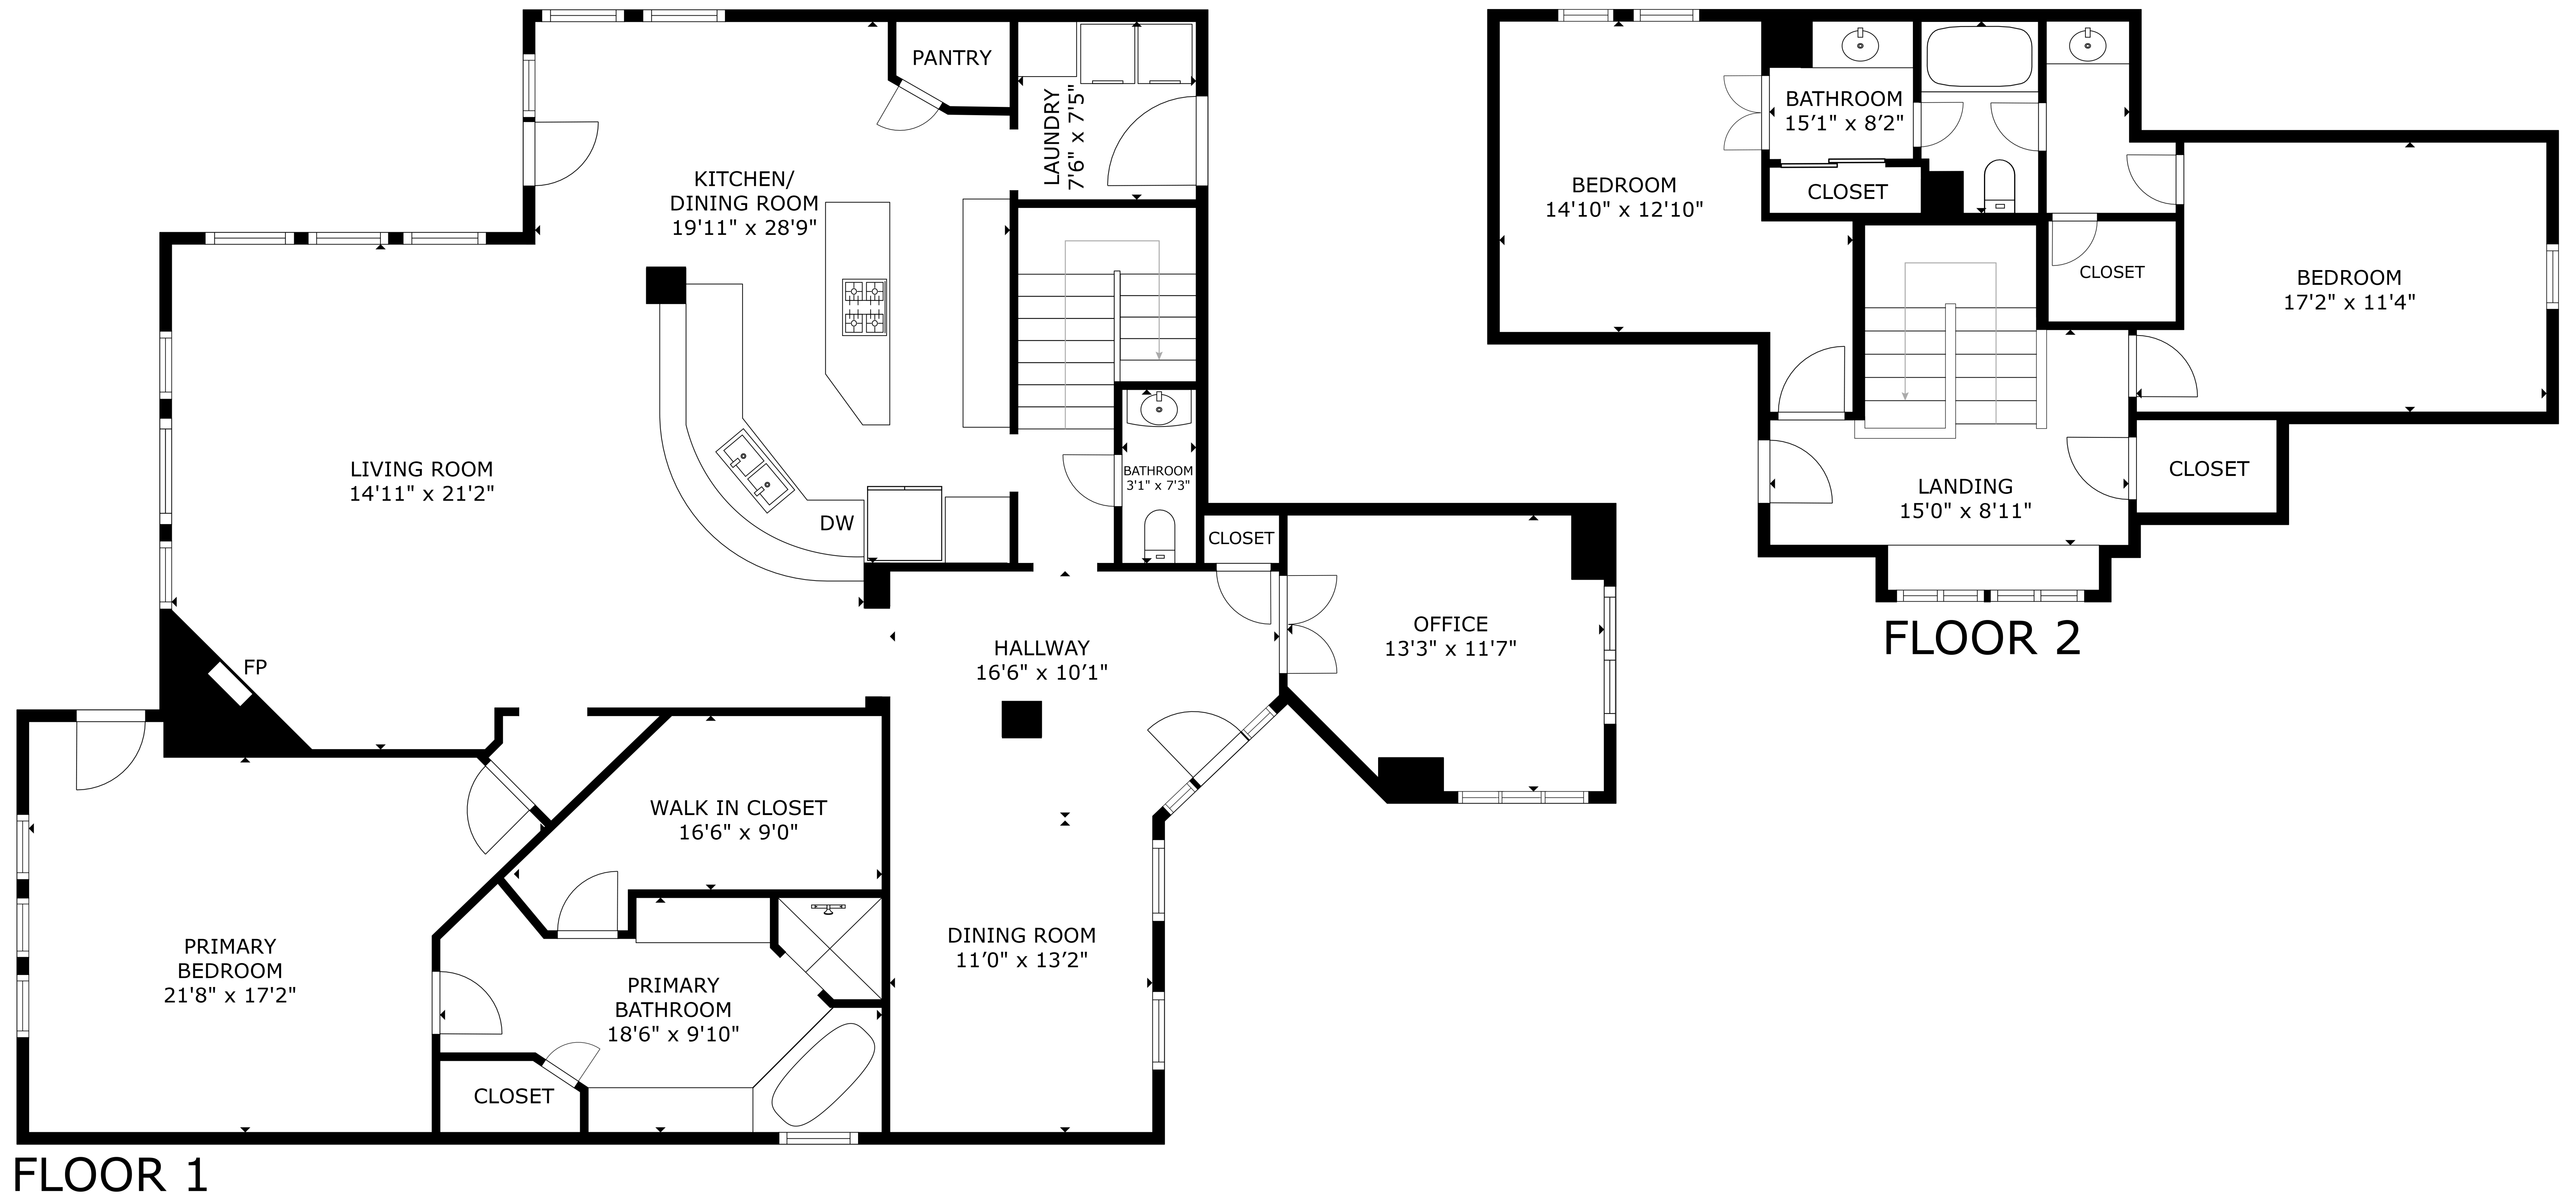 PANTRY
LAUNDRY
7'6" x 7'5"
KITCHEN/
DINING ROOM
19'11" x 28'9"
LIVING ROOM
14'11" x 21'2"
DW
BATHROOM
3'1" x 7'3"
CLOSET
OFFICE
13'3" x 11'7"
HALLWAY
16'6" x 10'1"
FP
WALK IN CLOSET
16'6" x 9'0"
PRIMARY
BEDROOM
21'8" x 17'2"
PRIMARY
BATHROOM
18'6" x 9'10"
DINING ROOM
11'0" x 13'2"
CLOSET
FLOOR 1
BATHROOM
15'1" x 8'2"
BEDROOM
14'10" x 12'10"
CLOSET
CLOSET
BEDROOM
17'2" x 11'4"
CLOSET
LANDING
15'0" x 8'11"
FLOOR 2